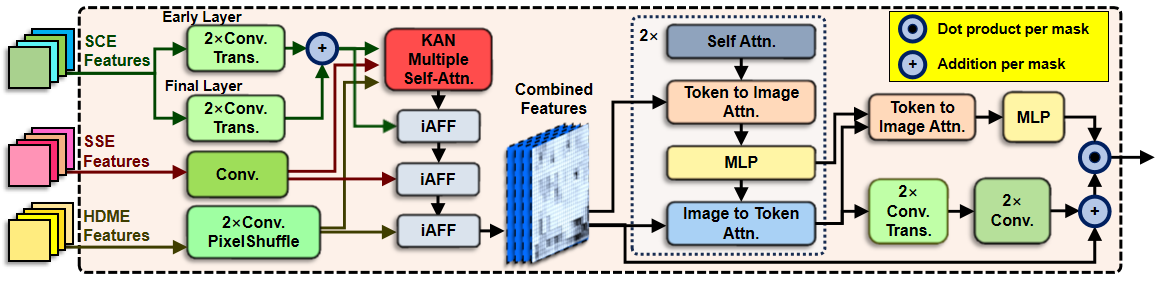 SCE
Features
Early Layer
2×Conv.
Trans.
Final Layer
2×Conv.
Trans.
+
KAN
Multiple
Self-Attn.
iAFF
SSE
Features
Conv.
iAFF
HDME
Features
2×Conv.
PixelShuffle
iAFF
Combined
Features
2×
Self Attn.
Token to Image
Attn.
MLP
Image to Token
Attn.
Token to
Image Attn.
MLP
2×
Conv.
Trans.
2×
Conv.
+
Dot product per mask
+
Addition per mask